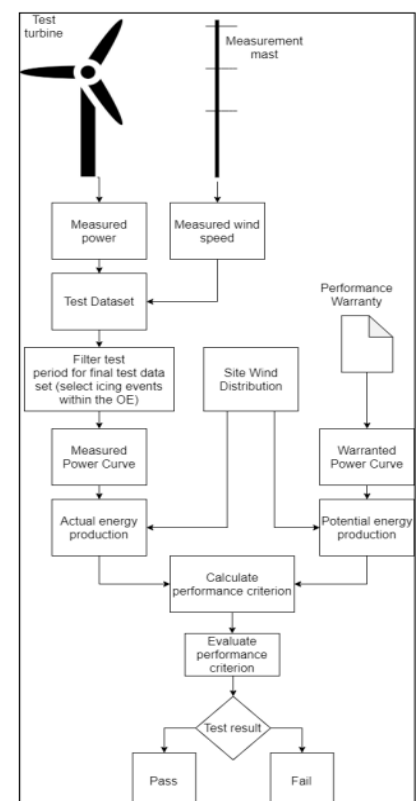 Test
turbine
Measurement
mast
Measured
power
Measured wind
speed
Test Dataset
Performance
Warranty
Filter test
period for final test data
set (select icing events
within the OE)
Site Wind
Distribution
Measured
Power Curve
Warranted
Power Curve
Actual energy
production
Potential energy
production
Calculate
performance criterion
Evaluate
performance
criterion
Test result
Pass
Fail